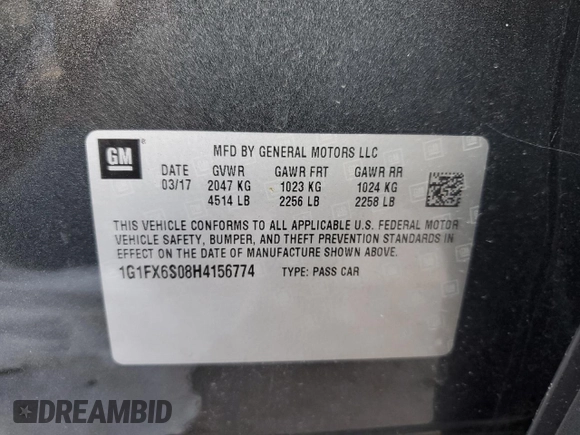 GM
MFD BY GENERAL MOTORS LLC
DATE GVWR GAWR FRT GAWR RR
03/17 2047 KG 1023 KG 1024 KG
4514 LB 2256 LB 2258 LB
THIS VEHICLE CONFORMS TO ALL APPLICABLE U.S. FEDERAL MOTOR
VEHICLE SAFETY, BUMPER, AND THEFT PREVENTION STANDARDS IN
EFFECT ON THE DATE OF MANUFACTURE SHOWN ABOVE.
1G1FX6S08H4156774 TYPE: PASS CAR
DREAMBID